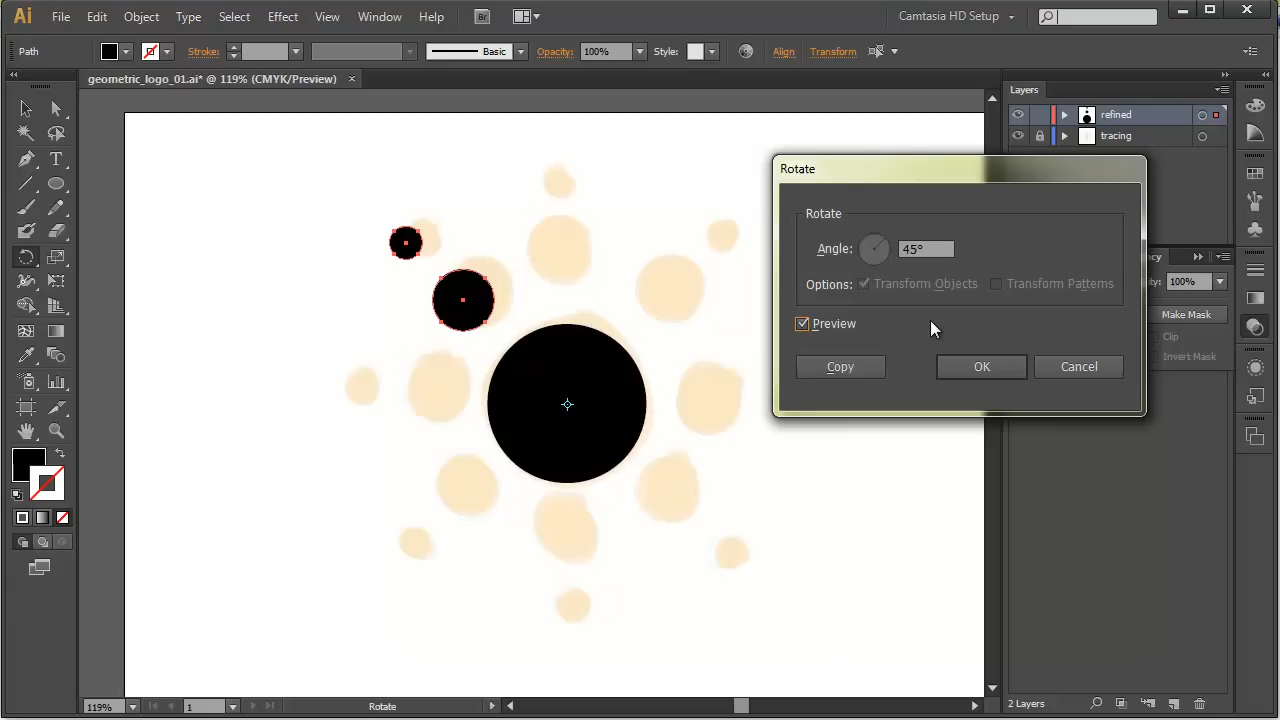 Ai File Edit Object Type Select Effect View Window Help Br Camtasia HD Setup
Path Stroke: Basic Opacity: 100% Style: Align Transform
geometric_logo_01.ai* @ 119% (CMYK/Preview) ×
Layers
refined
tracing
Rotate
Rotate
Angle: 45°
Options: Transform Objects Transform Patterns
Preview
Copy OK Cancel
ency
100%
Make Mask
Clip
Invert Mask
T
119% 1 Rotate 2 Layers